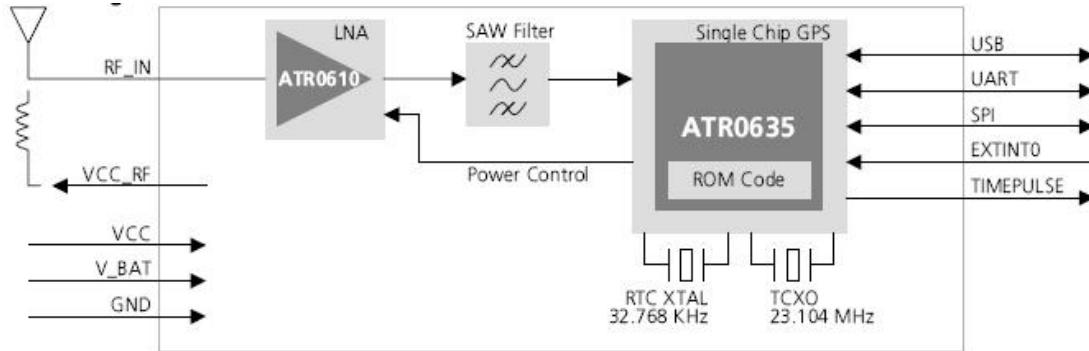 LNA
SAW Filter
Single Chip GPS
RF_IN
ATR0610
ATR0635
ROM Code
Power Control
VCC_RF
VCC
V_BAT
GND
USB
UART
SPI
EXTINT0
TIMEPULSE
RTC XTAL
32.768 KHz
TCXO
23.104 MHz